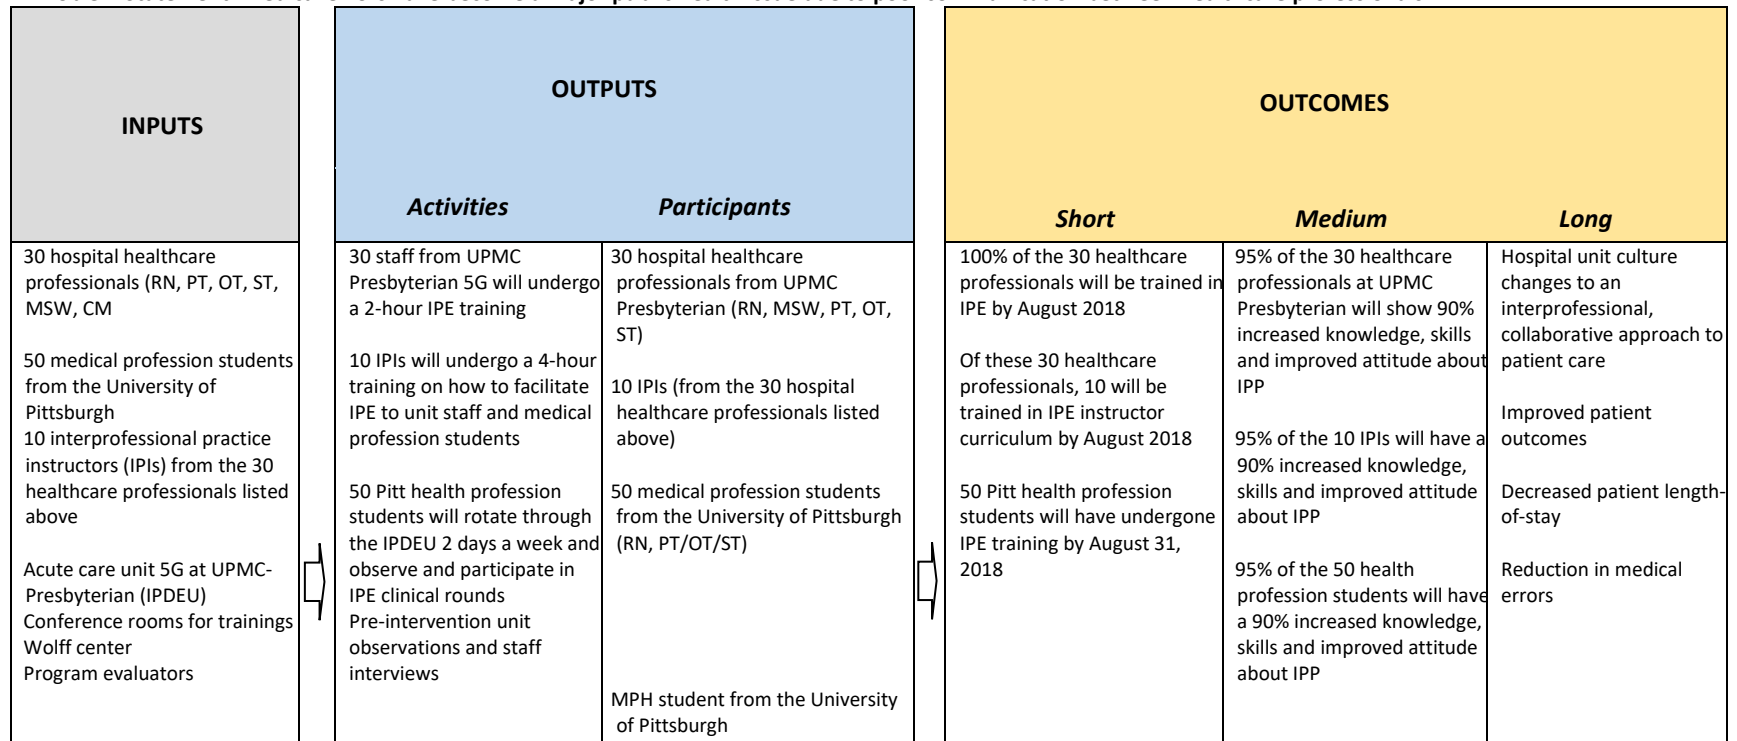 INPUTS
OUTPUTS
Activities
Participants
OUTCOMES
Short
Medium
Long
30 hospital healthcare
professionals (RN, PT, OT, ST,
MSW, CM
50 medical profession students
from the University of
Pittsburgh
10 interprofessional practice
instructors (IPIs) from the 30
healthcare professionals listed
above
Acute care unit 5G at UPMC-
Presbyterian (IPDEU)
Conference rooms for trainings
Wolff center
Program evaluators
30 staff from UPMC
Presbyterian 5G will undergo
a 2-hour IPE training
10 IPIs will undergo a 4-hour
training on how to facilitate
IPE to unit staff and medical
profession students
50 Pitt health profession
students will rotate through
the IPDEU 2 days a week and
observe and participate in
IPE clinical rounds
Pre-intervention unit
observations and staff
interviews
30 hospital healthcare
professionals from UPMC
Presbyterian (RN, MSW, PT, OT,
ST)
10 IPIs (from the 30 hospital
healthcare professionals listed
above)
50 medical profession students
from the University of Pittsburgh
(RN, PT/OT/ST)
MPH student from the University
of Pittsburgh
100% of the 30 healthcare
professionals will be trained in
IPE by August 2018
Of these 30 healthcare
professionals, 10 will be
trained in IPE instructor
curriculum by August 2018
50 Pitt health profession
students will have undergone
IPE training by August 31,
2018
95% of the 30 healthcare
professionals at UPMC
Presbyterian will show 90%
increased knowledge, skills
and improved attitude about
IPP
95% of the 10 IPIs will have a
90% increased knowledge,
skills and improved attitude
about IPP
95% of the 50 health
profession students will have
a 90% increased knowledge,
skills and improved attitude
about IPP
Hospital unit culture
changes to an
interprofessional,
collaborative approach to
patient care
Improved patient
outcomes
Decreased patient length-
of-stay
Reduction in medical
errors